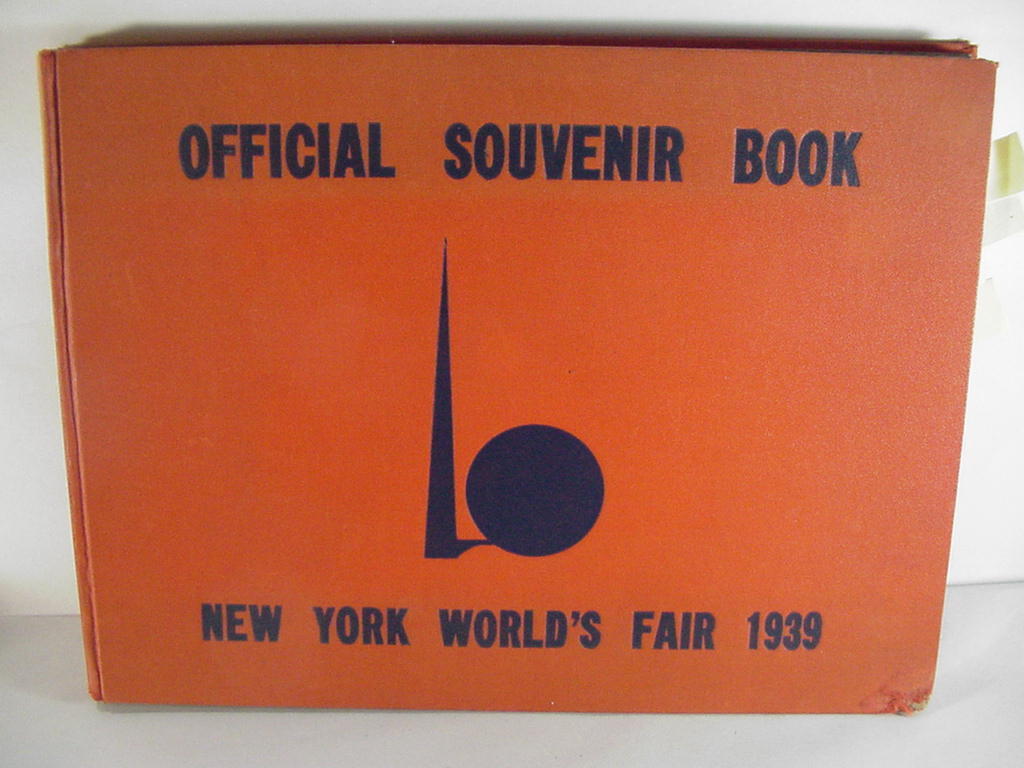 OFFICIAL SOUVENIR BOOK
NEW YORK WORLD'S FAIR 1939